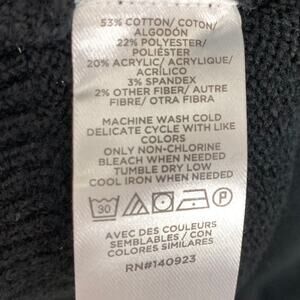 53% COTTON/ COTON/
ALGODÓN
22% POLYESTER/
POLIÉSTER
20% ACRYLIC/ ACRYLIQUE/
ACRÍLICO
3% SPANDEX
2% OTHER FIBER/ AUTRE
FIBRE/ OTRA FIBRA
MACHINE WASH COLD
DELICATE CYCLE WITH LIKE
COLORS
ONLY NON-CHLORINE
BLEACH WHEN NEEDED
TUMBLE DRY LOW
COOL IRON WHEN NEEDED
30 P
AVEC DES COULEURS
SEMBLABLES / CON
COLORES SIMILARES
RN#140923